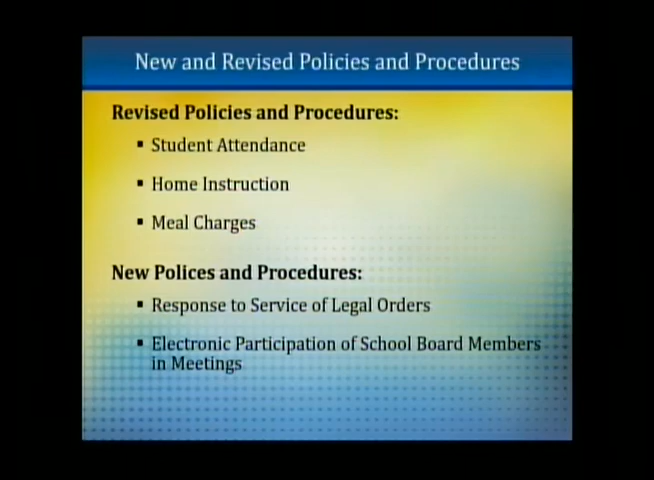 New and Revised Policies and Procedures
Revised Policies and Procedures:
▪ Student Attendance
▪ Home Instruction
▪ Meal Charges
New Polices and Procedures:
▪ Response to Service of Legal Orders
▪ Electronic Participation of School Board Members
in Meetings